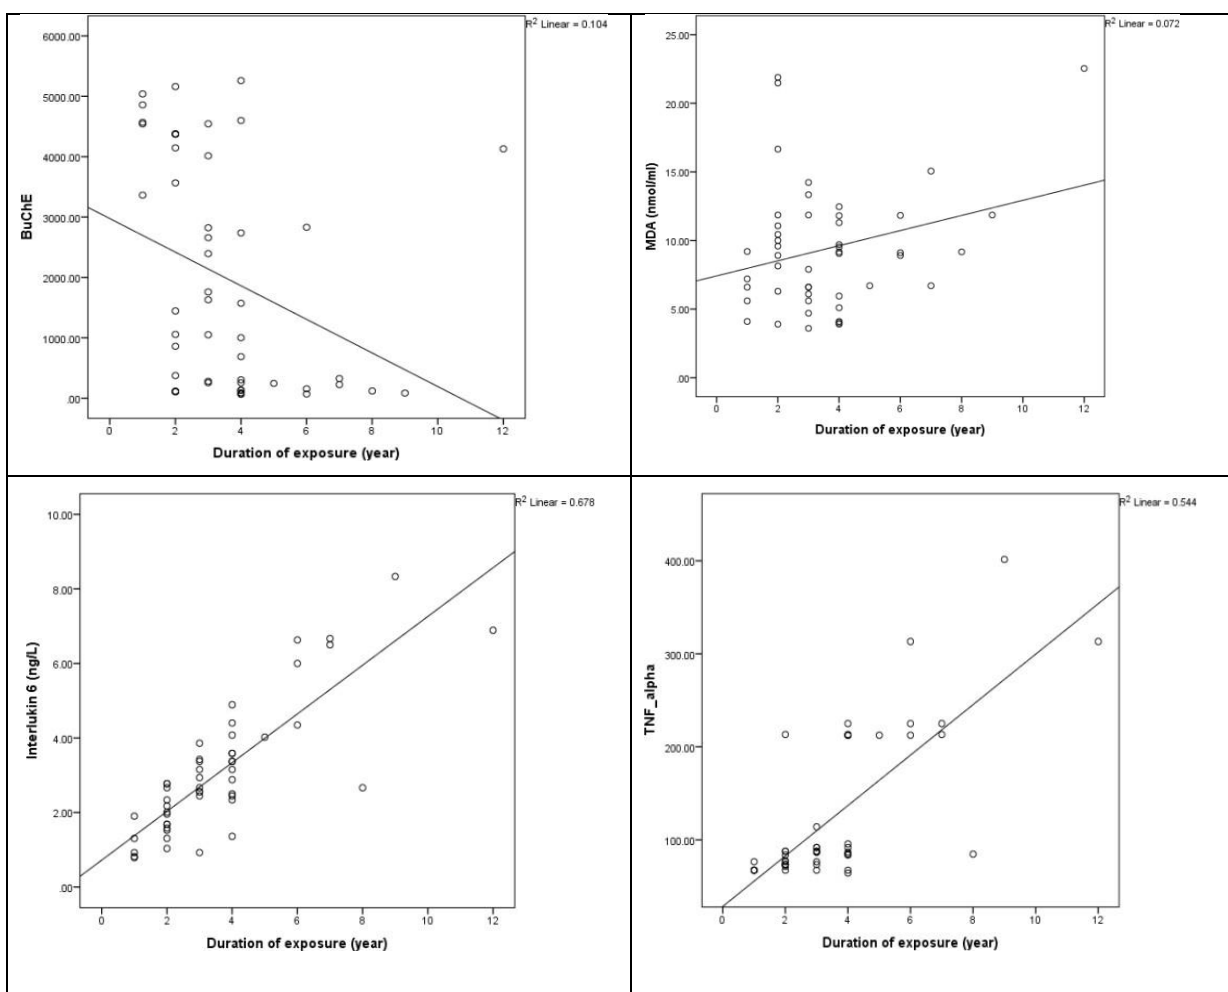 R² Linear = 0.104
6000.00
5000.00
4000.00
3000.00
2000.00
1000.00
.00
BuChE
0 2 4 6 8 10 12
Duration of exposure (year)
R² Linear = 0.072
25.00
20.00
15.00
10.00
5.00
.00
MDA (nmol/ml)
0 2 4 6 8 10 12
Duration of exposure (year)
R² Linear = 0.678
10.00
8.00
6.00
4.00
2.00
.00
Interlukin 6 (ng/L)
0 2 4 6 8 10 12
Duration of exposure (year)
R² Linear = 0.544
400.00
300.00
200.00
100.00
TNF_alpha
0 2 4 6 8 10 12
Duration of exposure (year)